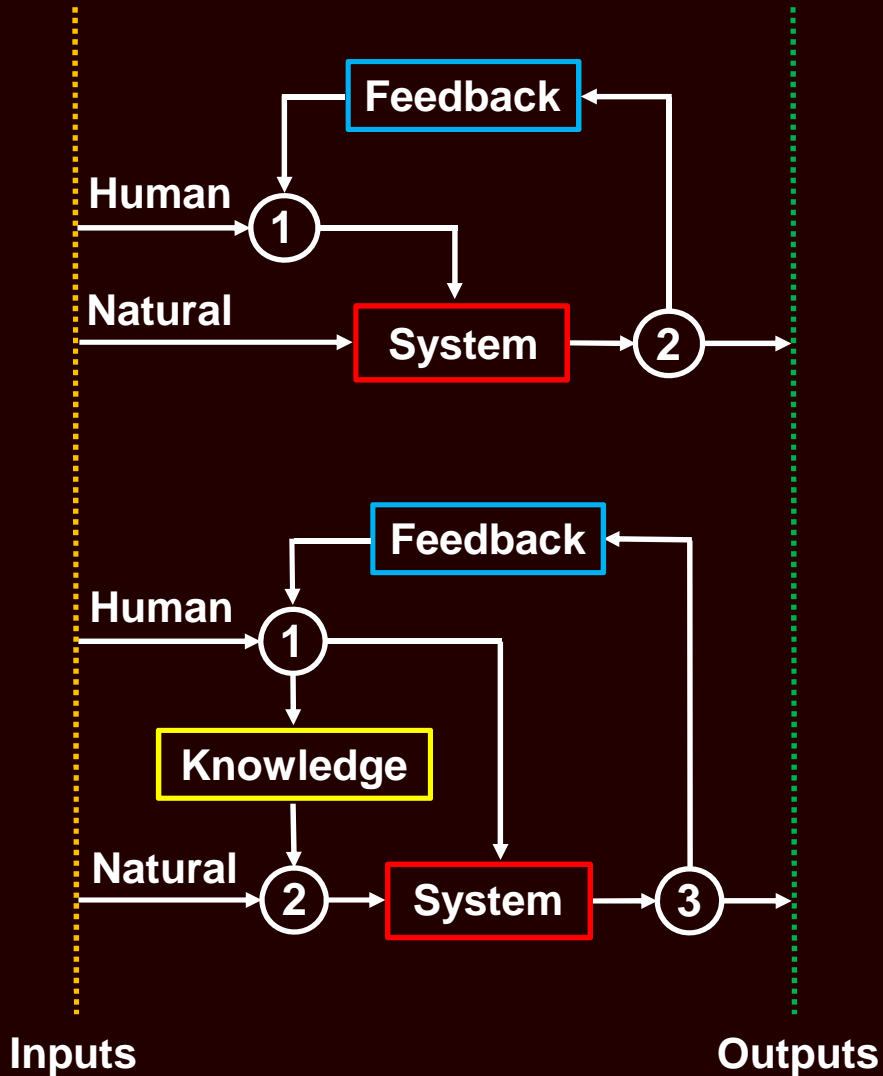 Feedback
Human
1
Natural
System
2
Feedback
Human
1
Knowledge
Natural
2
System
3
Inputs
Outputs